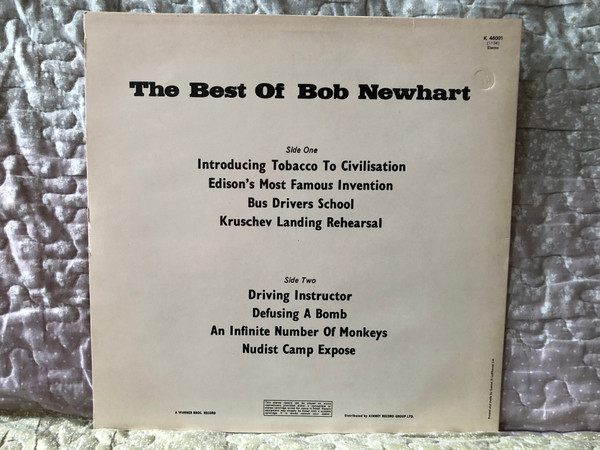 K 46001
Stereo
The Best Of Bob Newhart
Side One
Introducing Tobacco To Civilisation
Edison's Most Famous Invention
Bus Drivers School
Kruschev Landing Rehearsal
Side Two
Driving Instructor
Defusing A Bomb
An Infinite Number Of Monkeys
Nudist Camp Expose
A WARNER BROS. RECORD
Distributed by KINNEY RECORD GROUP LTD.